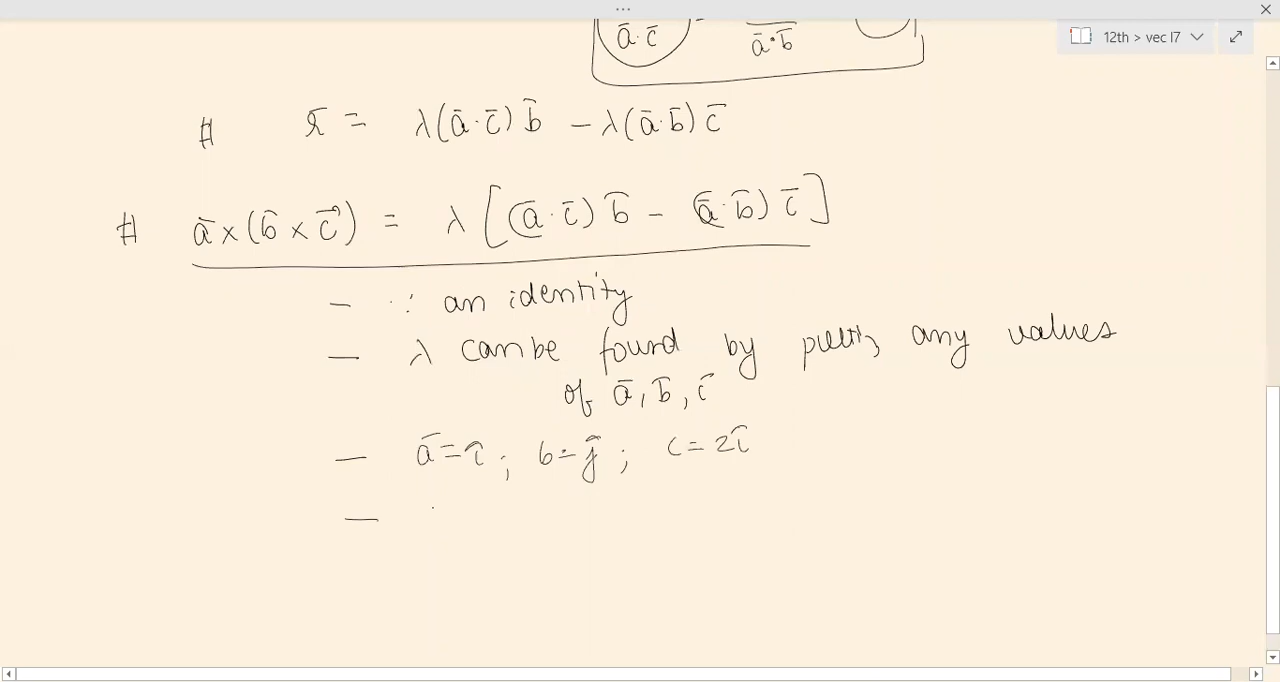 12th > vec l7
ā·c̄ = ā·b̄
# r̄ = λ(ā·c̄) b̄ − λ(ā·b̄) c̄
# ā×(b̄×c̄) = λ[(ā·c̄) b̄ − (ā·b̄) c̄]
— ∵ an identity
— λ can be found by putting any values
of ā, b̄, c̄
— ā = î ; b = ĵ ; c = 2î
—